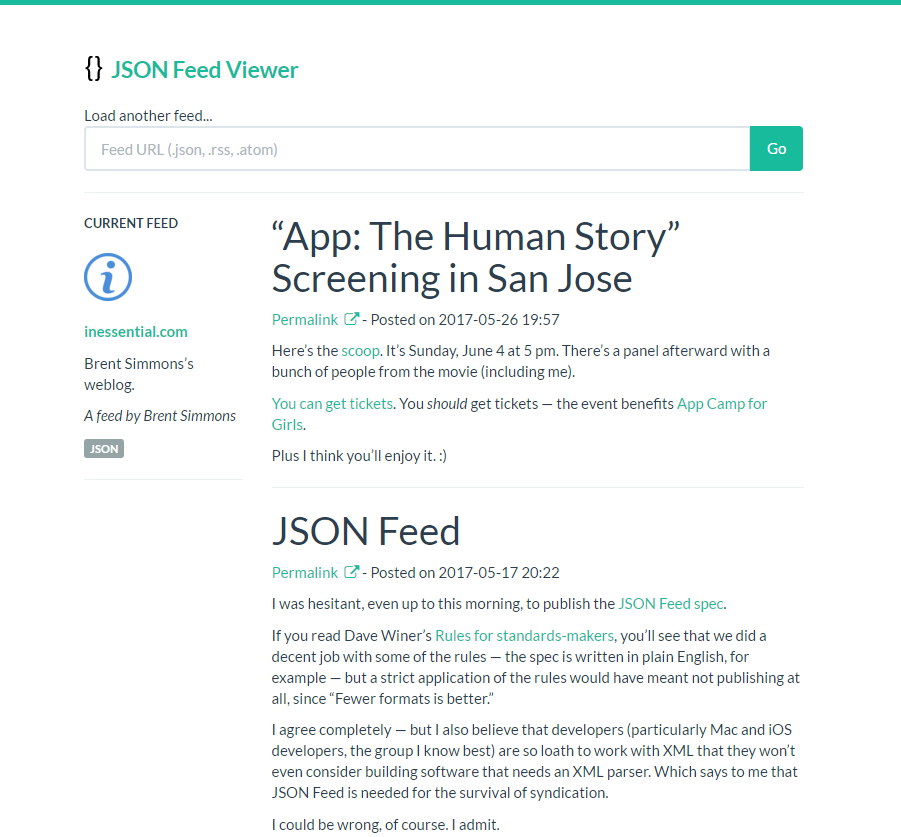 {} JSON Feed Viewer
Load another feed...
Feed URL (.json, .rss, .atom)
Go
CURRENT FEED
i
inessential.com
Brent Simmons’s
weblog.
A feed by Brent Simmons
JSON
“App: The Human Story”
Screening in San Jose
Permalink - Posted on 2017-05-26 19:57
Here’s the scoop. It’s Sunday, June 4 at 5 pm. There’s a panel afterward with a
bunch of people from the movie (including me).
You can get tickets. You should get tickets — the event benefits App Camp for
Girls.
Plus I think you’ll enjoy it. :)
JSON Feed
Permalink - Posted on 2017-05-17 20:22
I was hesitant, even up to this morning, to publish the JSON Feed spec.
If you read Dave Winer’s Rules for standards-makers, you’ll see that we did a
decent job with some of the rules — the spec is written in plain English, for
example — but a strict application of the rules would have meant not publishing at
all, since “Fewer formats is better.”
I agree completely — but I also believe that developers (particularly Mac and iOS
developers, the group I know best) are so loath to work with XML that they won’t
even consider building software that needs an XML parser. Which says to me that
JSON Feed is needed for the survival of syndication.
I could be wrong, of course. I admit.